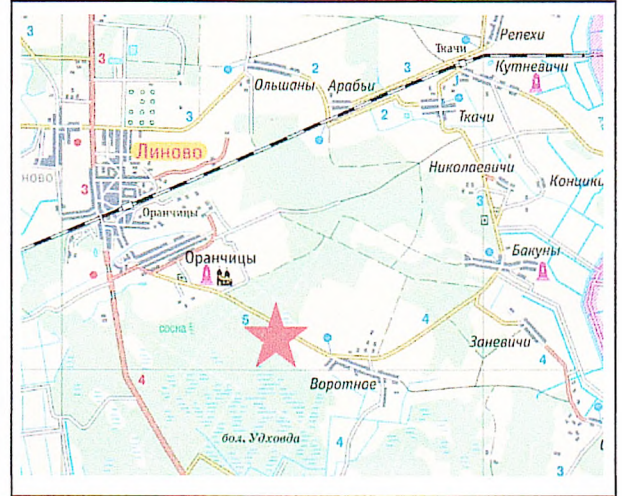 Репехи
3
Ткачи
3
2
3
Кутневичи
Ольшаны
Арабьи
3
2
Ткачи
Линово
НОВО
Николаевичи
3
Концики
3
Оранчицы
Бакуны
Оранчицы
5
4
сосна
Заневичи
4
4
Воротное
4
бол. Удховда